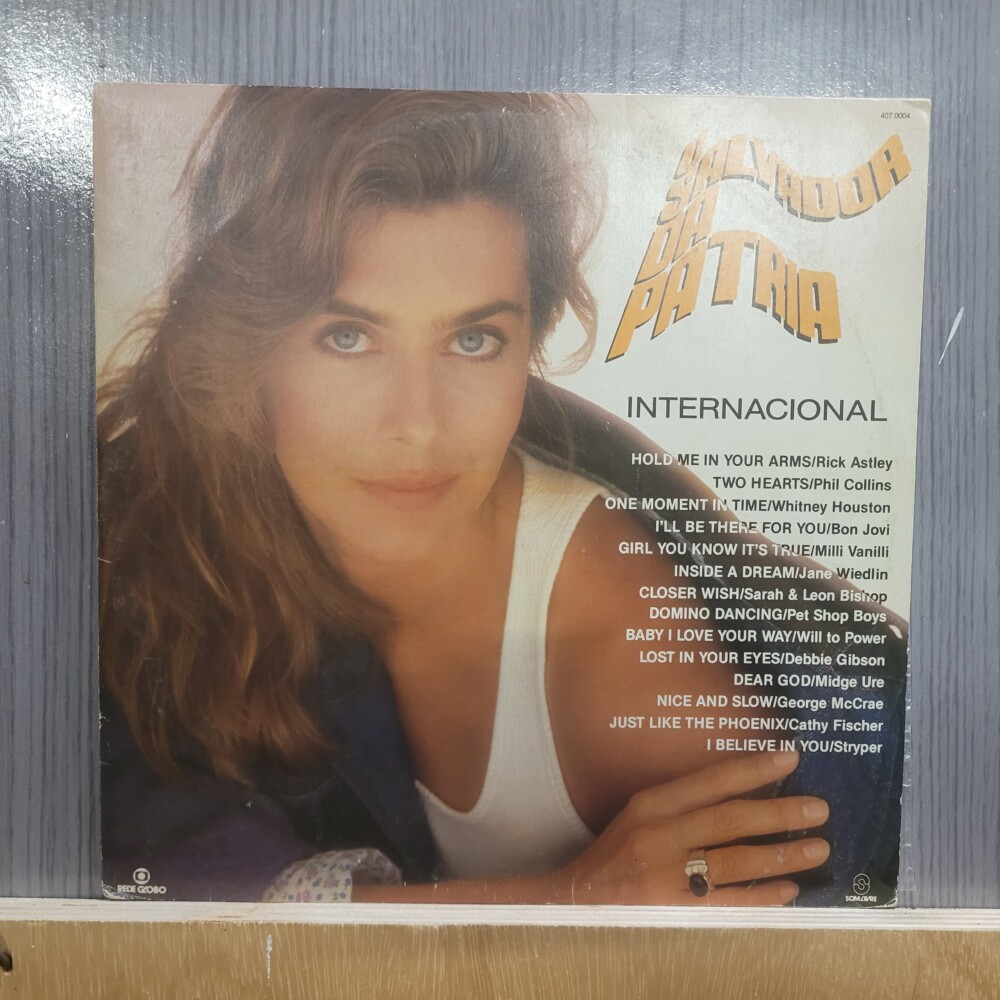 407.0004
O SALVADOR
DA
PATRIA
INTERNACIONAL
HOLD ME IN YOUR ARMS/Rick Astley
TWO HEARTS/Phil Collins
ONE MOMENT IN TIME/Whitney Houston
I'LL BE THERE FOR YOU/Bon Jovi
GIRL YOU KNOW IT'S TRUE/Milli Vanilli
INSIDE A DREAM/Jane Wiedlin
CLOSER WISH/Sarah & Leon Bishop
DOMINO DANCING/Pet Shop Boys
BABY I LOVE YOUR WAY/Will to Power
LOST IN YOUR EYES/Debbie Gibson
DEAR GOD/Midge Ure
NICE AND SLOW/George McCrae
JUST LIKE THE PHOENIX/Cathy Fischer
I BELIEVE IN YOU/Stryper
REDE GLOBO
SOM LIVRE